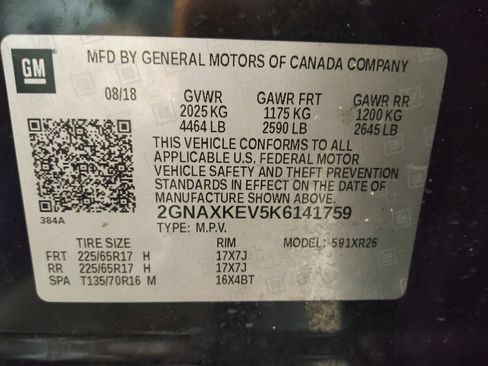 GM
MFD BY GENERAL MOTORS OF CANADA COMPANY
08/18 GVWR GAWR FRT GAWR RR
2025 KG 1175 KG 1200 KG
4464 LB 2590 LB 2645 LB
THIS VEHICLE CONFORMS TO ALL
APPLICABLE U.S. FEDERAL MOTOR
VEHICLE SAFETY AND THEFT PREVENTION
STANDARDS IN EFFECT ON THE DATE OF
MANUFACTURE SHOWN ABOVE.
384A
2GNAXKEV5K6141759
TYPE: M.P.V. MODEL: 591XR26
TIRE SIZE RIM
FRT 225/65R17 H 17X7J
RR 225/65R17 H 17X7J
SPA T135/70R16 M 16X4BT